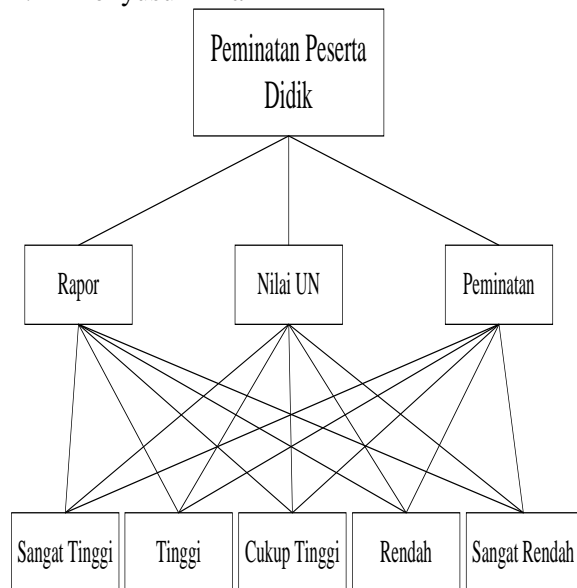 Peminatan Peserta
Didik
Rapor
Nilai UN
Peminatan
Sangat Tinggi
Tinggi
Cukup Tinggi
Rendah
Sangat Rendah